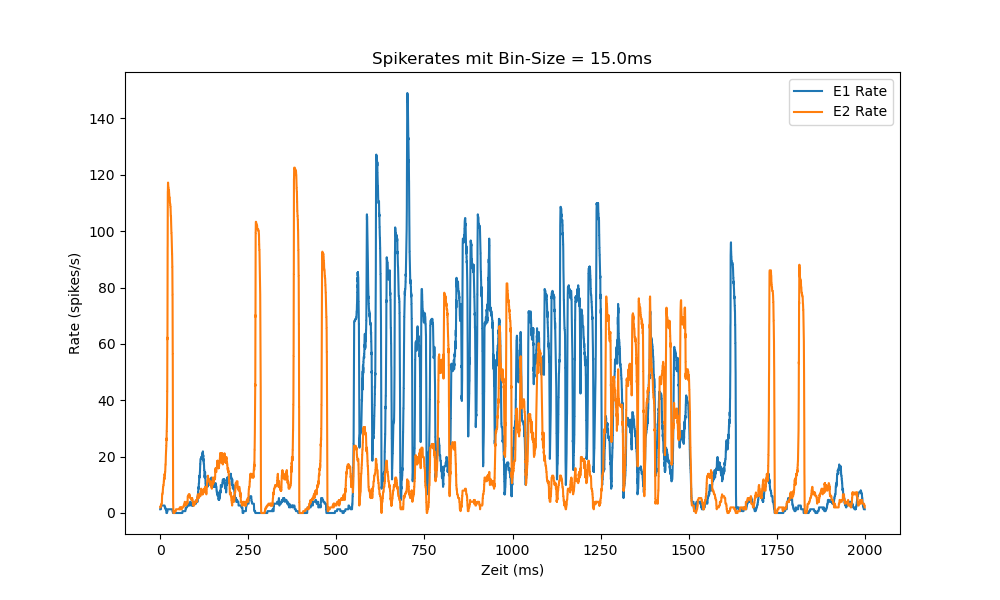 Spikerates mit Bin-Size = 15.0ms
E1 Rate
E2 Rate
Rate (spikes/s)
140
120
100
80
60
40
20
0
0 250 500 750 1000 1250 1500 1750 2000
Zeit (ms)